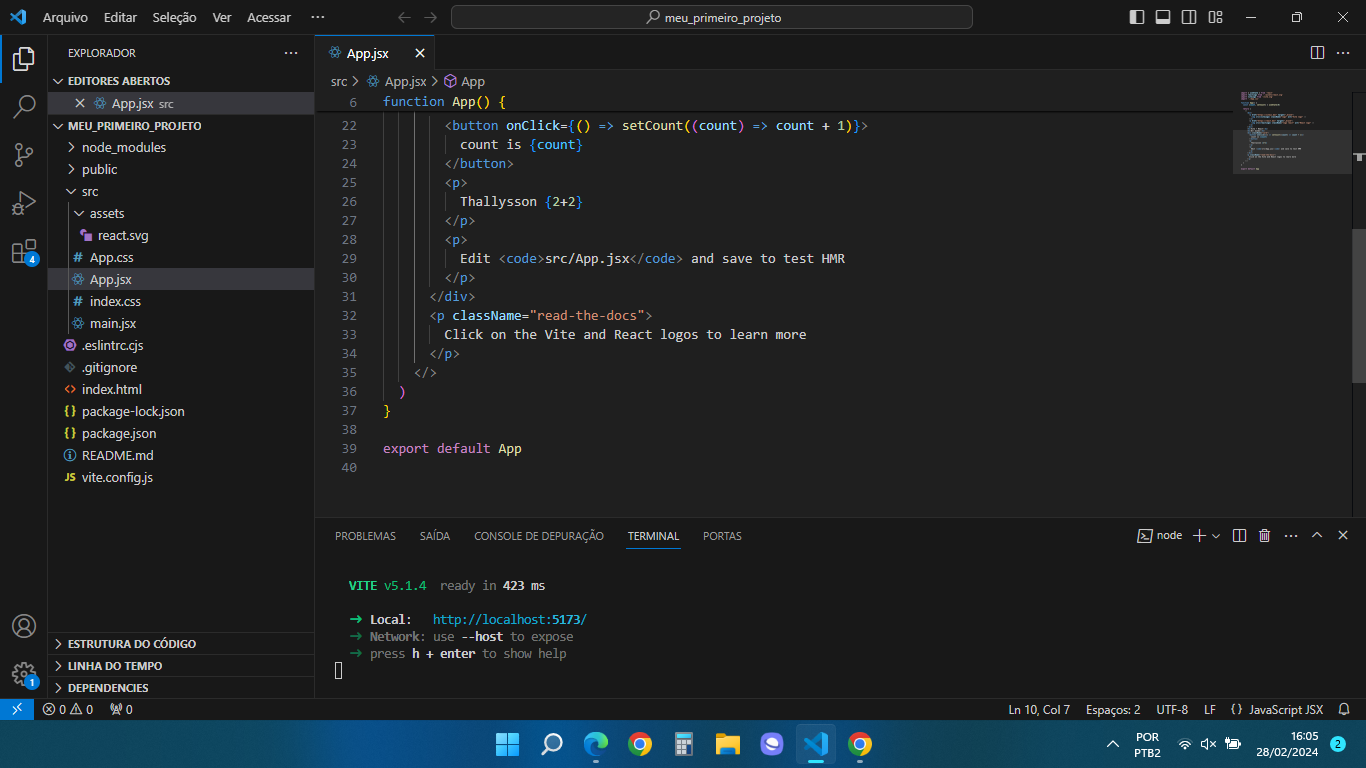 Arquivo Editar Seleção Ver Acessar ···
meu_primeiro_projeto
EXPLORADOR
EDITORES ABERTOS
App.jsx src
MEU_PRIMEIRO_PROJETO
node_modules
public
src
assets
react.svg
App.css
App.jsx
index.css
main.jsx
.eslintrc.cjs
.gitignore
index.html
package-lock.json
package.json
README.md
vite.config.js
ESTRUTURA DO CÓDIGO
LINHA DO TEMPO
DEPENDENCIES
4
1
App.jsx
src > App.jsx > App
6 function App() {
22 <button onClick={() => setCount((count) => count + 1)}>
23 count is {count}
24 </button>
25 <p>
26 Thallysson {2+2}
27 </p>
28 <p>
29 Edit <code>src/App.jsx</code> and save to test HMR
30 </p>
31 </div>
32 <p className="read-the-docs">
33 Click on the Vite and React logos to learn more
34 </p>
35 </>
36 )
37 }
38
39 export default App
40
PROBLEMAS SAÍDA CONSOLE DE DEPURAÇÃO TERMINAL PORTAS
node
VITE v5.1.4 ready in 423 ms
➜ Local: http://localhost:5173/
➜ Network: use --host to expose
➜ press h + enter to show help
0 0 0
Ln 10, Col 7 Espaços: 2 UTF-8 LF {} JavaScript JSX
POR
PTB2
16:05
28/02/2024
2